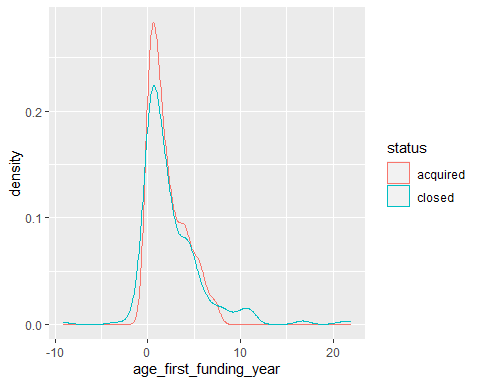 0.2
0.1
0.0
-10
0
10
20
age_first_funding_year
density
status
acquired
closed